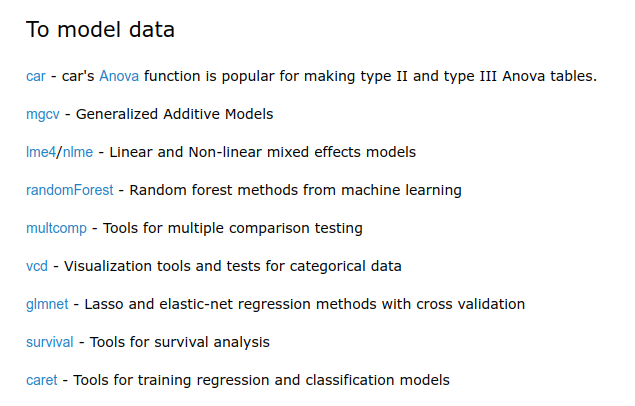 To model data
car - car's Anova function is popular for making type II and type III Anova tables.
mgcv - Generalized Additive Models
lme4/nlme - Linear and Non-linear mixed effects models
randomForest - Random forest methods from machine learning
multcomp - Tools for multiple comparison testing
vcd - Visualization tools and tests for categorical data
glmnet - Lasso and elastic-net regression methods with cross validation
survival - Tools for survival analysis
caret - Tools for training regression and classification models